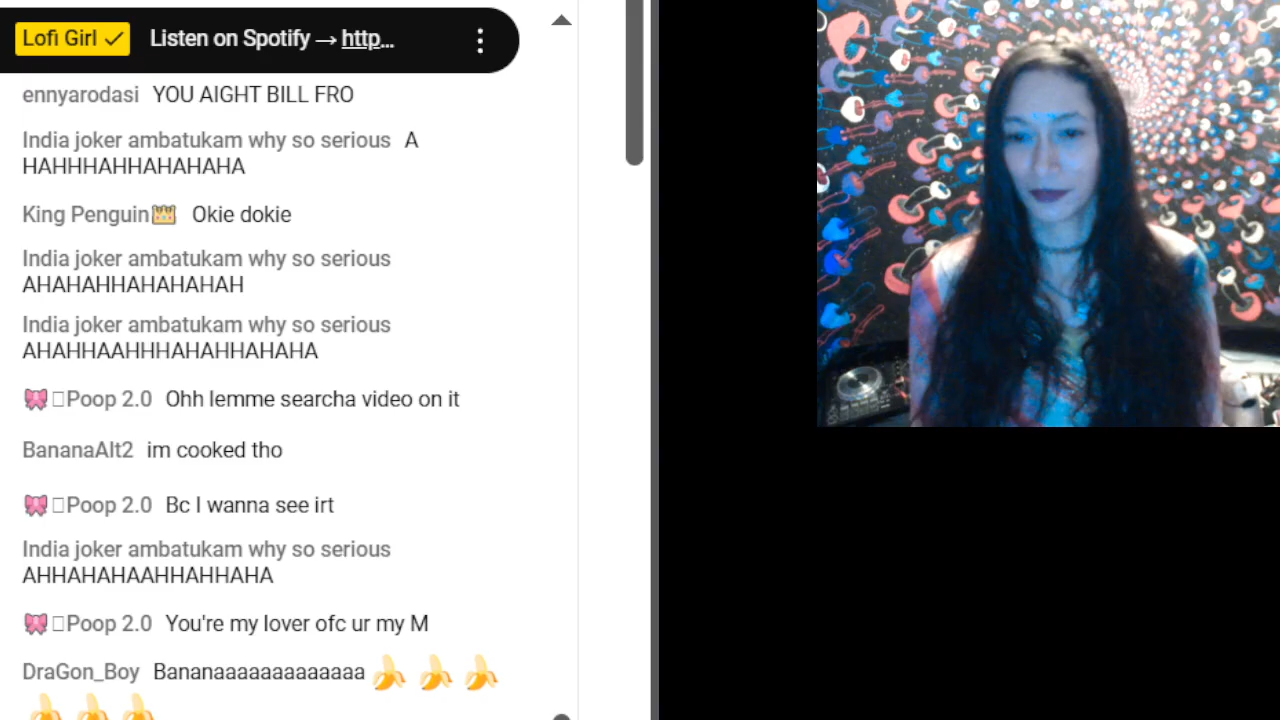 Lofi Girl ✓ Listen on Spotify → http...
ennyarodasi YOU AIGHT BILL FRO
India joker ambatukam why so serious A
HAHHHAHHAHAHAHA
King Penguin👑 Okie dokie
India joker ambatukam why so serious
AHAHAHHAHAHAHAH
India joker ambatukam why so serious
AHAHHAAHHHAHAHHAHAHA
🎀 Poop 2.0 Ohh lemme searcha video on it
BananaAlt2 im cooked tho
🎀 Poop 2.0 Bc I wanna see irt
India joker ambatukam why so serious
AHHAHAHAAHHAHHAHA
🎀 Poop 2.0 You're my lover ofc ur my M
DraGon_Boy Bananaaaaaaaaaaaaa🍌🍌🍌
🍌🍌🍌